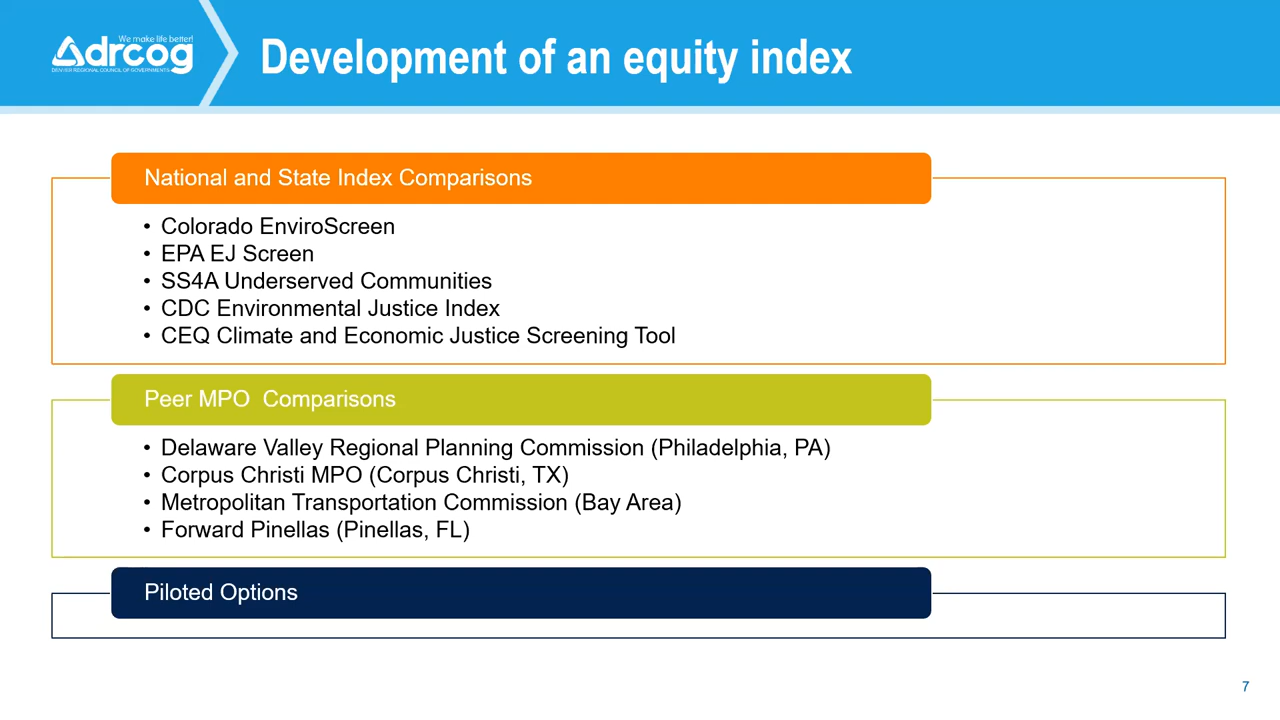 We make life better!
drcog
DENVER REGIONAL COUNCIL OF GOVERNMENTS
Development of an equity index
National and State Index Comparisons
• Colorado EnviroScreen
• EPA EJ Screen
• SS4A Underserved Communities
• CDC Environmental Justice Index
• CEQ Climate and Economic Justice Screening Tool
Peer MPO  Comparisons
• Delaware Valley Regional Planning Commission (Philadelphia, PA)
• Corpus Christi MPO (Corpus Christi, TX)
• Metropolitan Transportation Commission (Bay Area)
• Forward Pinellas (Pinellas, FL)
Piloted Options
7